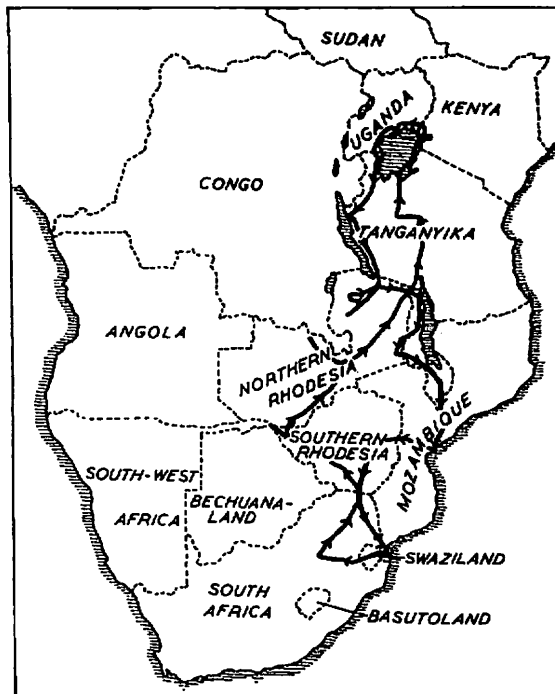 SUDAN
UGANDA
KENYA
CONGO
TANGANYIKA
ANGOLA
NORTHERN
RHODESIA
SOUTHERN
RHODESIA
MOZAMBIQUE
SOUTH-WEST
AFRICA
BECHUANA-
LAND
SWAZILAND
SOUTH
AFRICA
BASUTOLAND